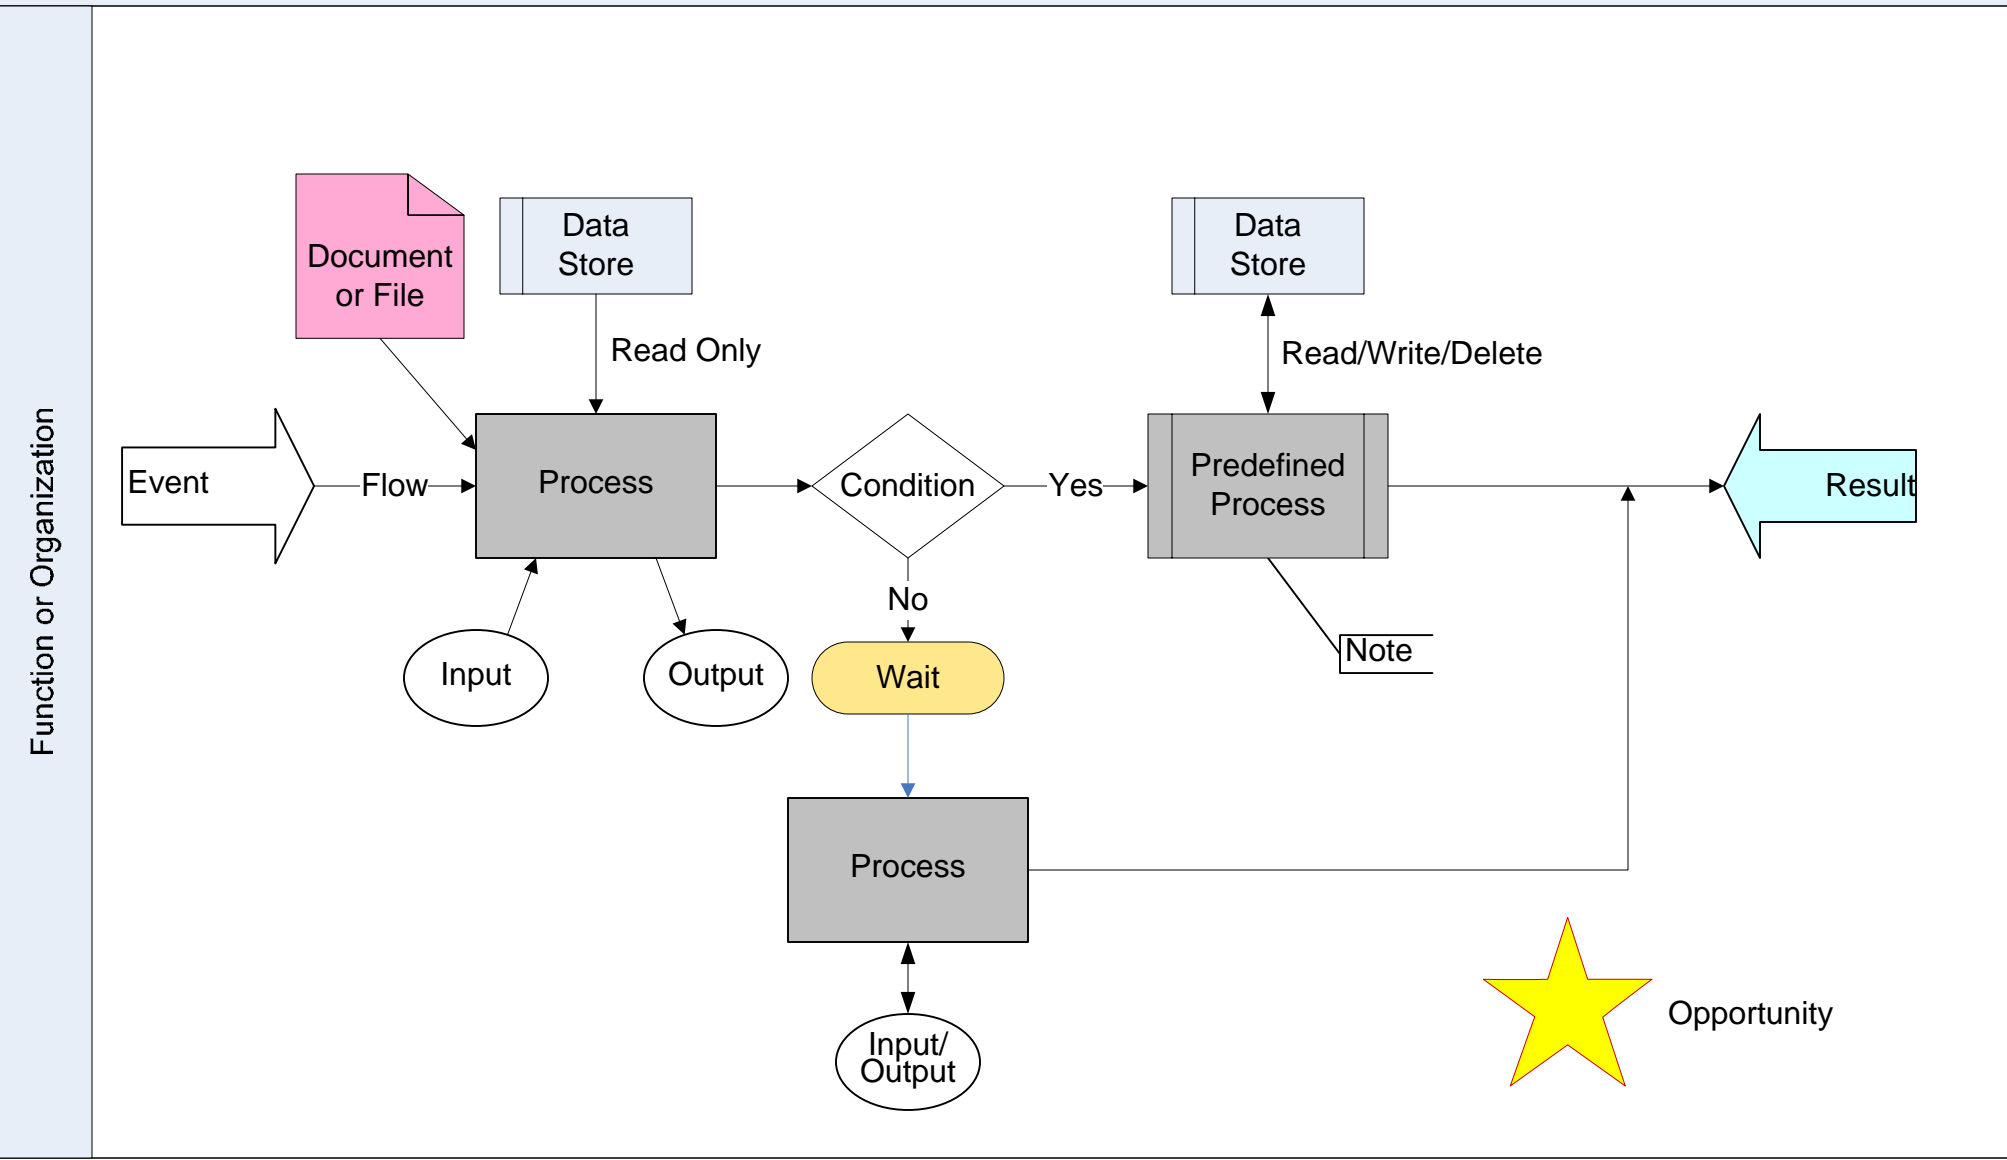 Function or Organization
Document
or File
Data
Store
Data
Store
Read Only
Read/Write/Delete
Event
Flow
Process
Condition
Yes
Predefined
Process
Result
No
Input
Output
Wait
Note
Process
Input/
Output
Opportunity